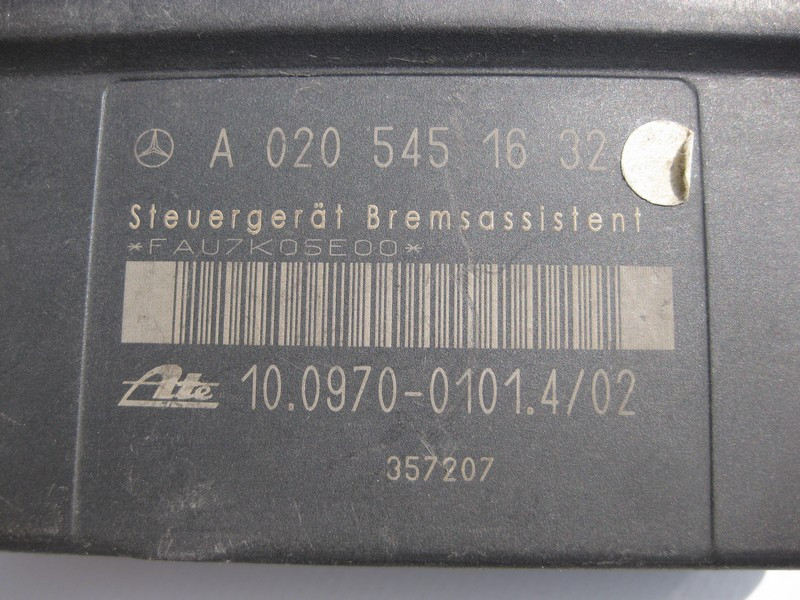 A 020 545 16 32
Steuergerät Bremsassistent
*FAU7K05E00*
Ate 10.0970-0101.4/02
357207